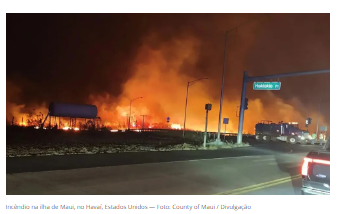 Incêndio na ilha de Maui, no Havaí, Estados Unidos — Foto: County of Maui / Divulgação